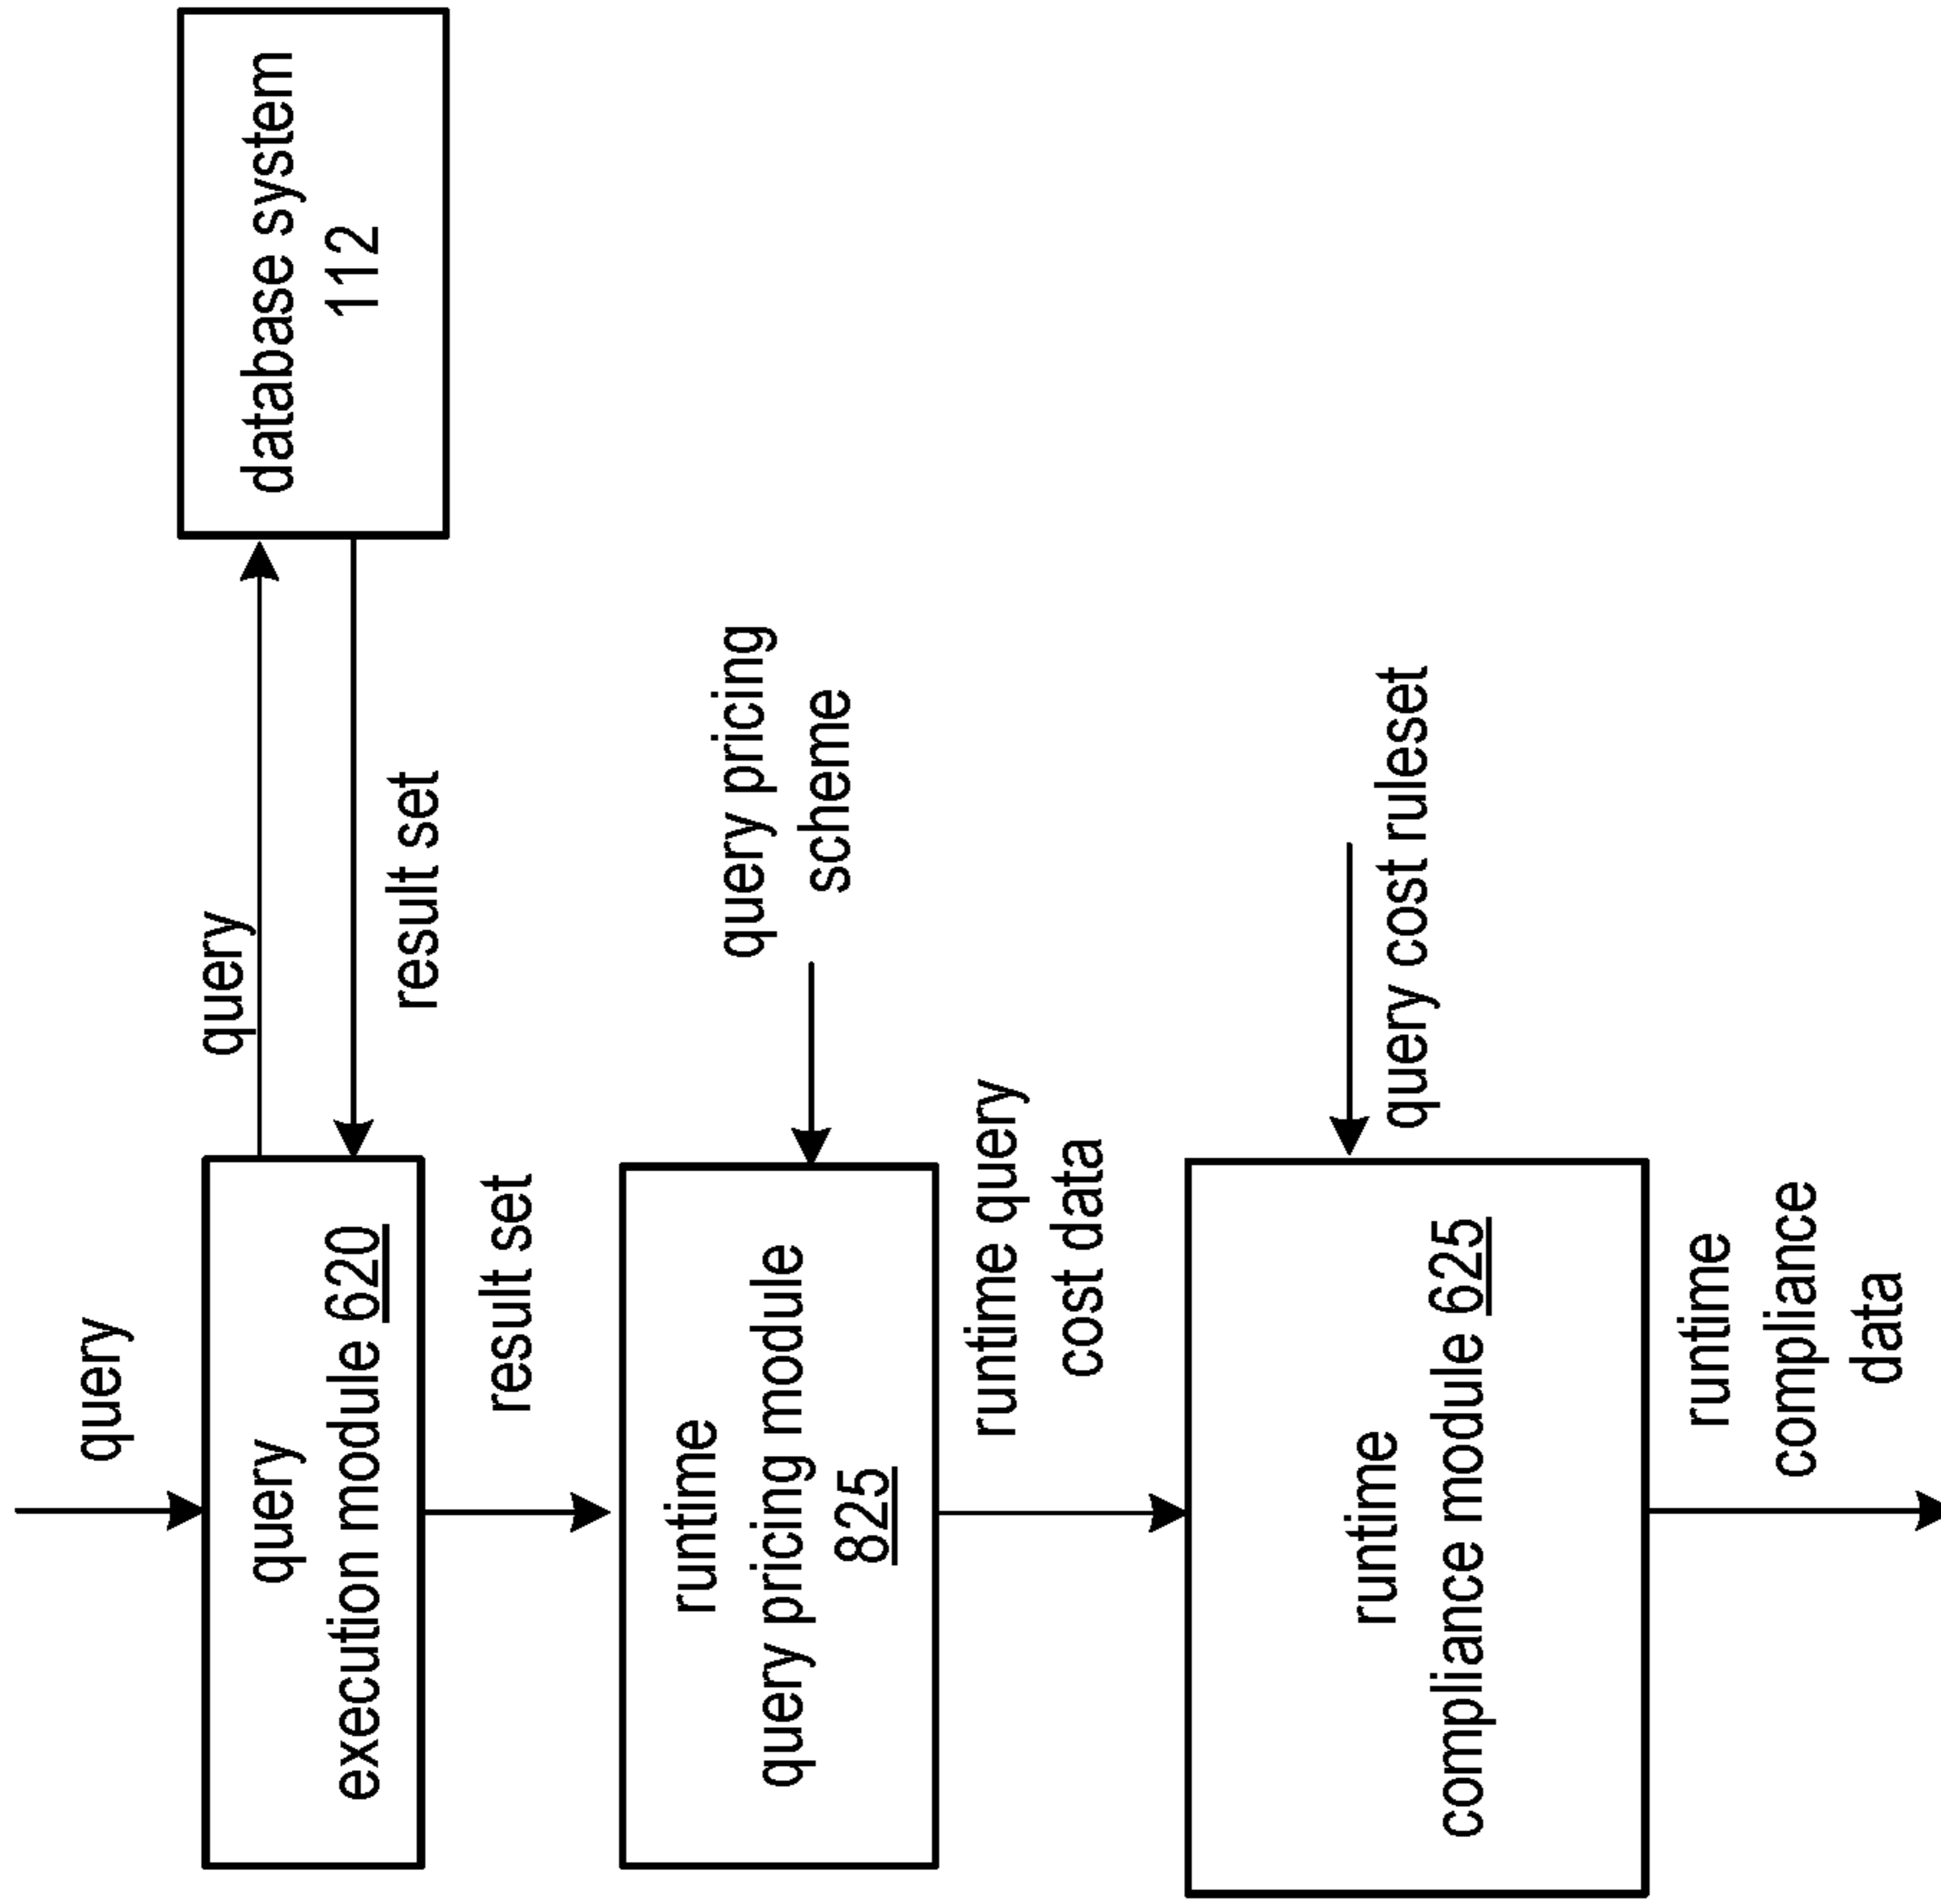 query
query
execution module 620
query
result set
database system
112
result set
runtime
query pricing module
825
query pricing
scheme
runtime query
cost data
runtime
compliance module 625
query cost ruleset
runtime
compliance
data